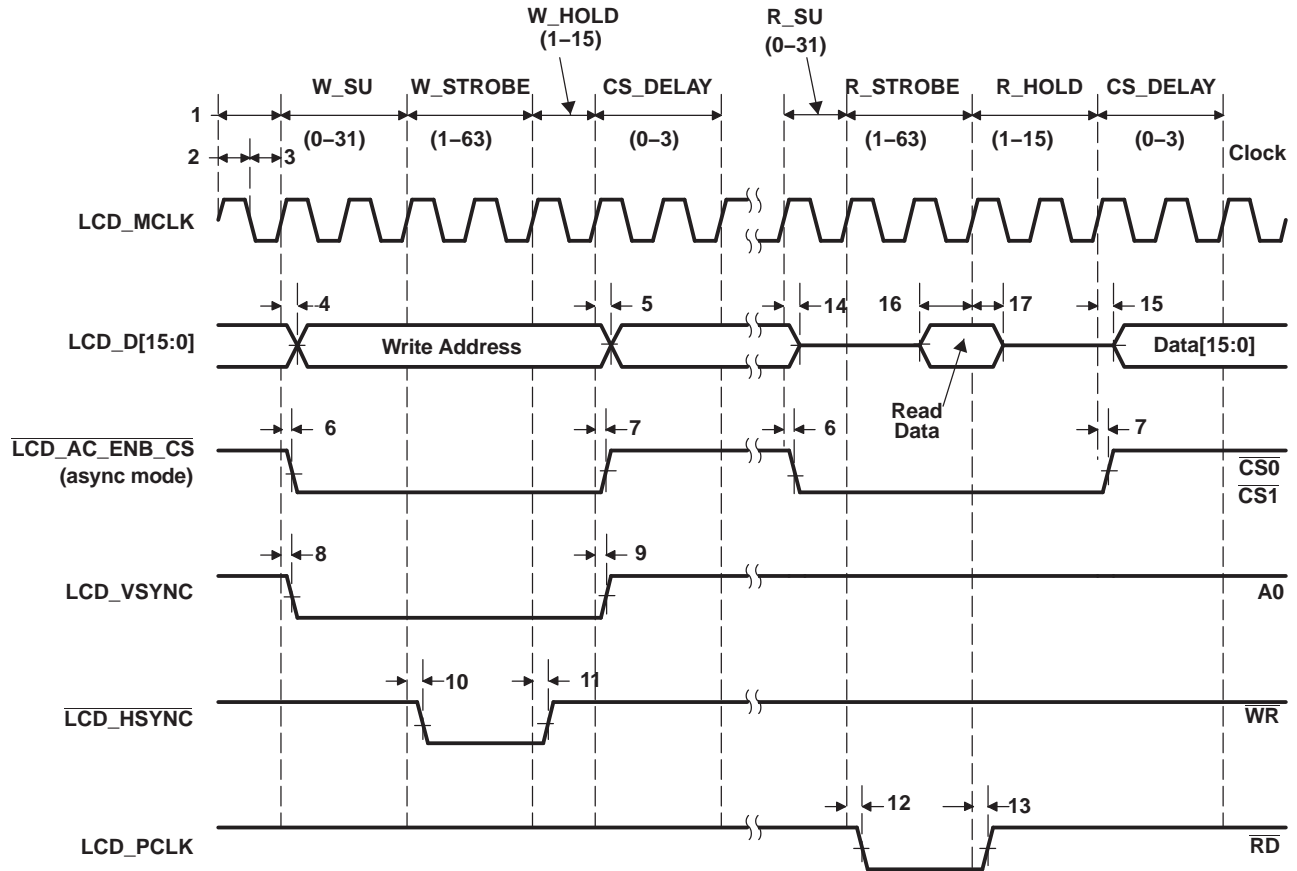 W_HOLD
(1–15)
R_SU
(0–31)
W_SU
W_STROBE
CS_DELAY
R_STROBE
R_HOLD
CS_DELAY
1
(0–31)
(1–63)
(0–3)
(1–63)
(1–15)
(0–3)
2
3
Clock
LCD_MCLK
4
5
14
16
17
15
LCD_D[15:0]
Write Address
Data[15:0]
Read
Data
6
7
6
7
LCD_AC_ENB_CS
(async mode)
CS0
CS1
8
9
LCD_VSYNC
A0
10
11
LCD_HSYNC
WR
12
13
LCD_PCLK
RD